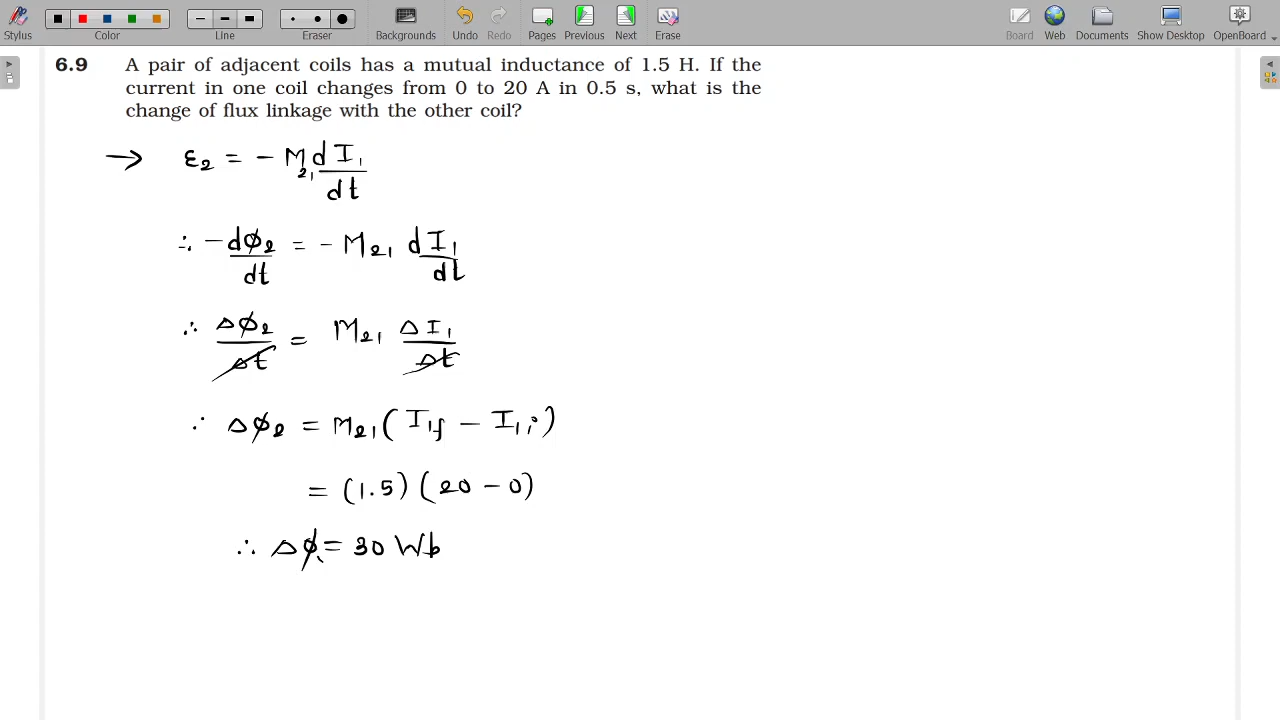 Stylus Color Line Eraser Backgrounds Undo Redo Pages Previous Next Erase Board Web Documents Show Desktop OpenBoard
6.9 A pair of adjacent coils has a mutual inductance of 1.5 H. If the
current in one coil changes from 0 to 20 A in 0.5 s, what is the
change of flux linkage with the other coil?
→ ε₂ = − M₂₁ dI₁/dt
∴ −dϕ₂/dt = − M₂₁ dI₁/dt
∴ Δϕ₂/Δt = M₂₁ ΔI₁/Δt
∴ Δϕ₂ = M₂₁ (I₁f − I₁i)
= (1.5) (20 − 0)
∴ Δϕ = 30 Wb